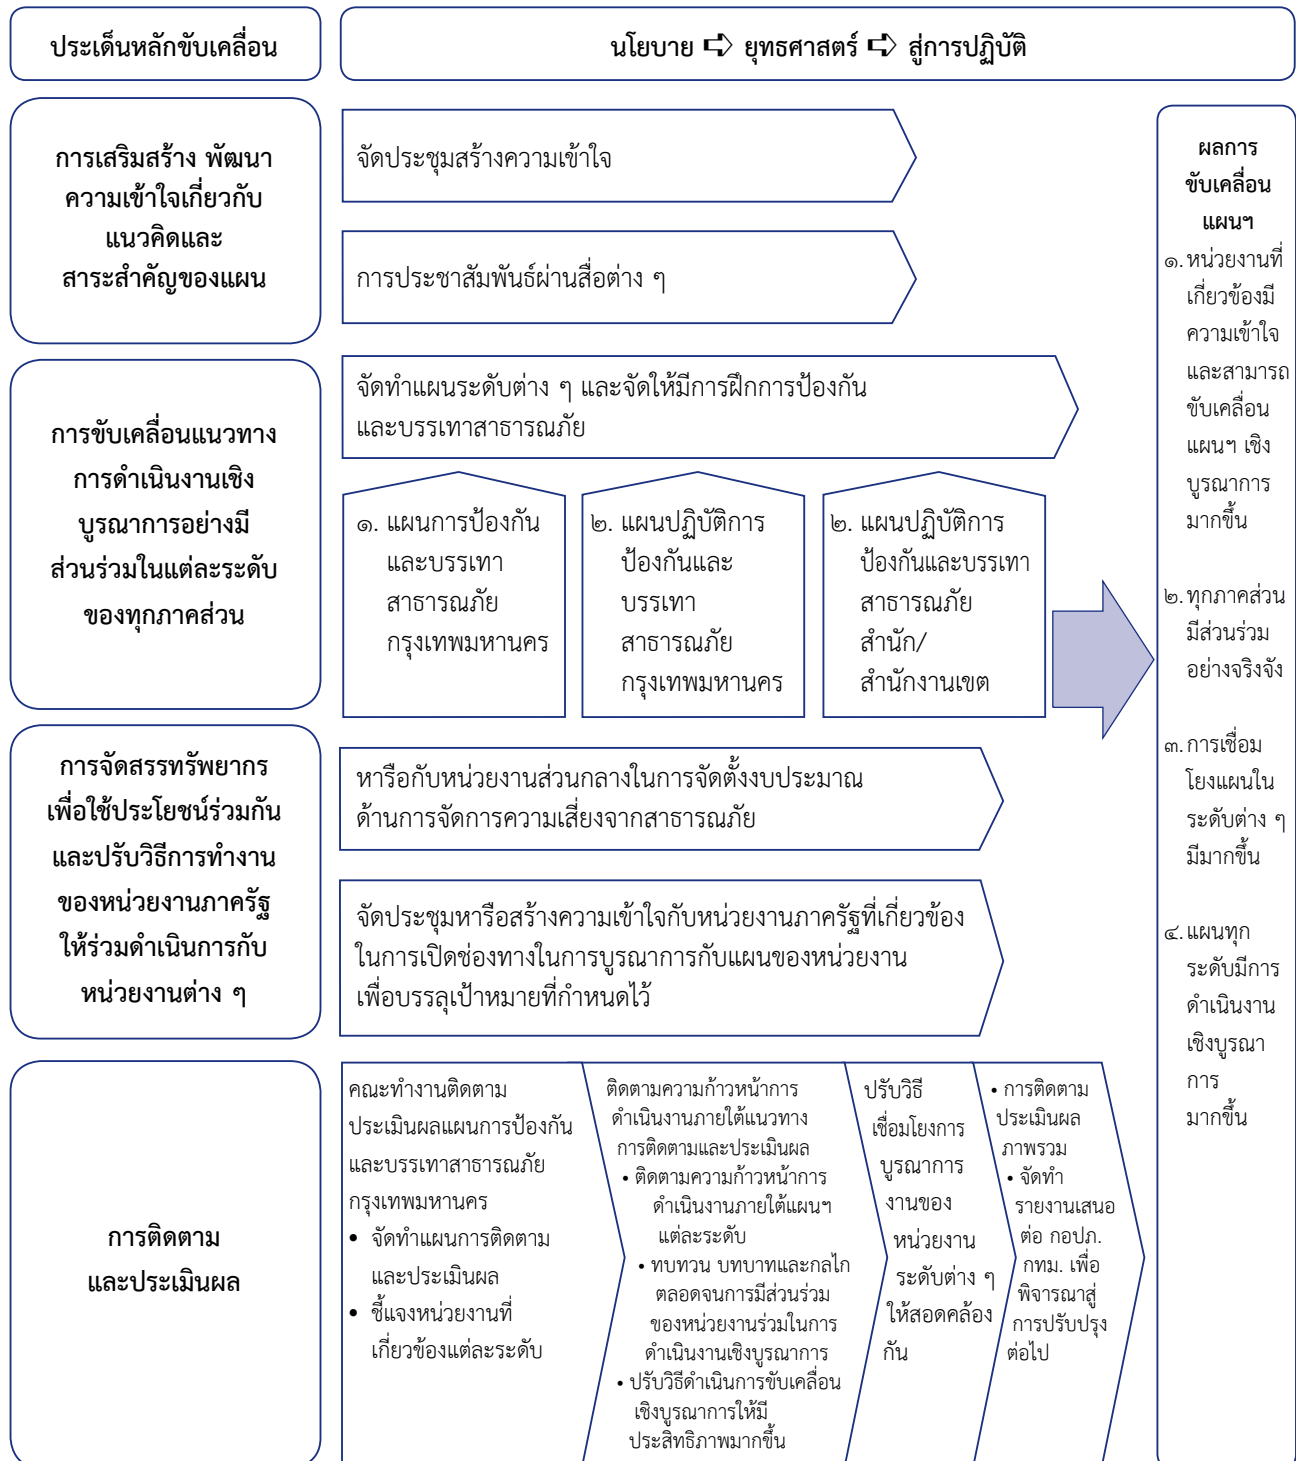 ประเด็นหลักขับเคลื่อน
นโยบาย ➪ ยุทธศาสตร์ ➪ สู่การปฏิบัติ
การเสริมสร้าง พัฒนา
ความเข้าใจเกี่ยวกับ
แนวคิดและ
สาระสำคัญของแผน
จัดประชุมสร้างความเข้าใจ
การประชาสัมพันธ์ผ่านสื่อต่าง ๆ
การขับเคลื่อนแนวทาง
การดำเนินงานเชิง
บูรณาการอย่างมี
ส่วนร่วมในแต่ละระดับ
ของทุกภาคส่วน
จัดทำแผนระดับต่าง ๆ และจัดให้มีการฝึกการป้องกัน
และบรรเทาสาธารณภัย
๑. แผนการป้องกัน
และบรรเทา
สาธารณภัย
กรุงเทพมหานคร
๒. แผนปฏิบัติการ
ป้องกันและ
บรรเทา
สาธารณภัย
กรุงเทพมหานคร
๒. แผนปฏิบัติการ
ป้องกันและบรรเทา
สาธารณภัย
สำนัก/
สำนักงานเขต
การจัดสรรทรัพยากร
เพื่อใช้ประโยชน์ร่วมกัน
และปรับวิธีการทำงาน
ของหน่วยงานภาครัฐ
ให้ร่วมดำเนินการกับ
หน่วยงานต่าง ๆ
หารือกับหน่วยงานส่วนกลางในการจัดตั้งงบประมาณ
ด้านการจัดการความเสี่ยงจากสาธารณภัย
จัดประชุมหารือสร้างความเข้าใจกับหน่วยงานภาครัฐที่เกี่ยวข้อง
ในการเปิดช่องทางในการบูรณาการกับแผนของหน่วยงาน
เพื่อบรรลุเป้าหมายที่กำหนดไว้
การติดตาม
และประเมินผล
คณะทำงานติดตาม
ประเมินผลแผนการป้องกัน
และบรรเทาสาธารณภัย
กรุงเทพมหานคร
• จัดทำแผนการติดตาม
และประเมินผล
• ชี้แจงหน่วยงานที่
เกี่ยวข้องแต่ละระดับ
ติดตามความก้าวหน้าการ
ดำเนินงานภายใต้แนวทาง
การติดตามและประเมินผล
• ติดตามความก้าวหน้าการ
ดำเนินงานภายใต้แผนฯ
แต่ละระดับ
• ทบทวน บทบาทและกลไก
ตลอดจนการมีส่วนร่วม
ของหน่วยงานร่วมในการ
ดำเนินงานเชิงบูรณาการ
• ปรับวิธีดำเนินการขับเคลื่อน
เชิงบูรณาการให้มี
ประสิทธิภาพมากขึ้น
ปรับวิธี
เชื่อมโยงการ
บูรณาการ
งานของ
หน่วยงาน
ระดับต่าง ๆ
ให้สอดคล้อง
กัน
• การติดตาม
ประเมินผล
ภาพรวม
• จัดทำ
รายงานเสนอ
ต่อ กอปภ.
กทม. เพื่อ
พิจารณาสู่
การปรับปรุง
ต่อไป
ผลการ
ขับเคลื่อน
แผนฯ
๑. หน่วยงานที่
เกี่ยวข้องมี
ความเข้าใจ
และสามารถ
ขับเคลื่อน
แผนฯ เชิง
บูรณาการ
มากขึ้น
๒. ทุกภาคส่วน
มีส่วนร่วม
อย่างจริงจัง
๓. การเชื่อม
โยงแผนใน
ระดับต่าง ๆ
มีมากขึ้น
๔. แผนทุก
ระดับมีการ
ดำเนินงาน
เชิงบูรณา
การ
มากขึ้น